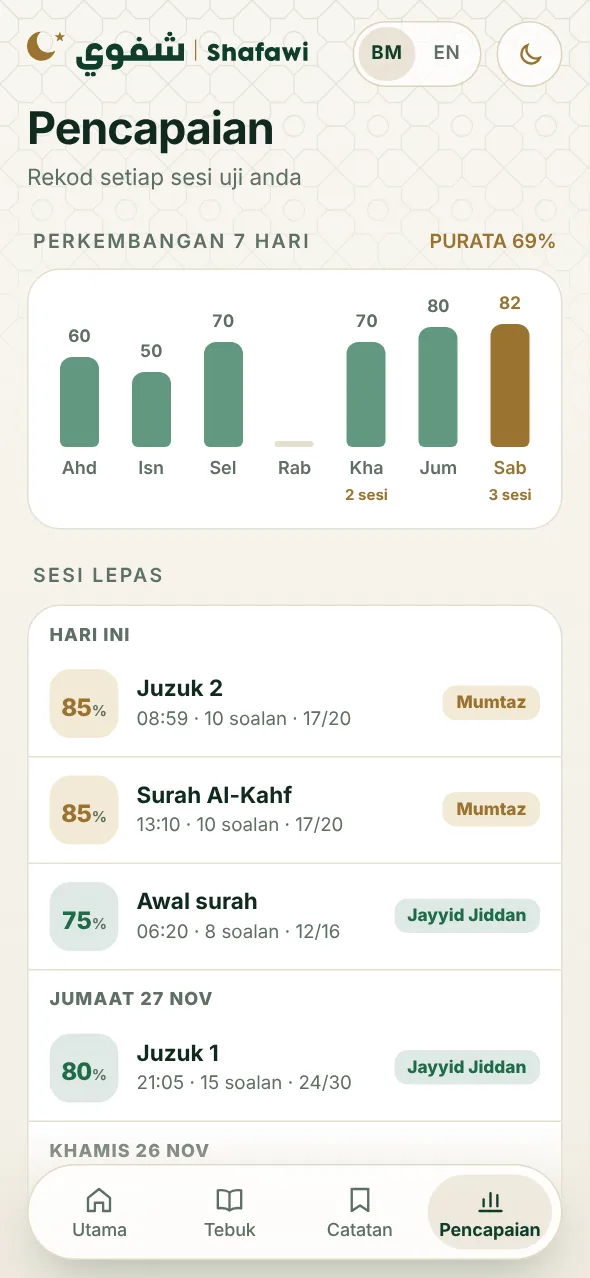 شفوي | Shafawi
BM EN
Pencapaian
Rekod setiap sesi uji anda
PERKEMBANGAN 7 HARI
PURATA 69%
60 50 70 70 80 82
Ahd Isn Sel Rab Kha Jum Sab
2 sesi 3 sesi
SESI LEPAS
HARI INI
85% Juzuk 2 Mumtaz
08:59 · 10 soalan · 17/20
85% Surah Al-Kahf Mumtaz
13:10 · 10 soalan · 17/20
75% Awal surah Jayyid Jiddan
06:20 · 8 soalan · 12/16
JUMAAT 27 NOV
80% Juzuk 1 Jayyid Jiddan
21:05 · 15 soalan · 24/30
KHAMIS 26 NOV
Utama Tebuk Catatan Pencapaian